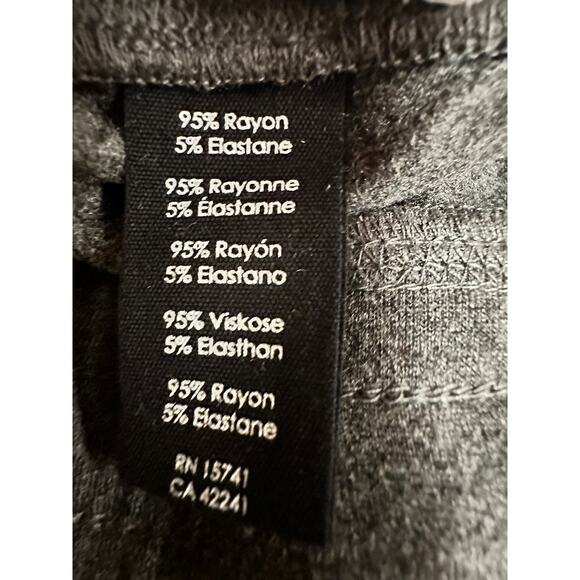 95% Rayon
5% Elastane
95% Rayonne
5% Élastanne
95% Rayón
5% Elastano
95% Viskose
5% Elasthan
95% Rayon
5% Elastane
RN 15741
CA 42241